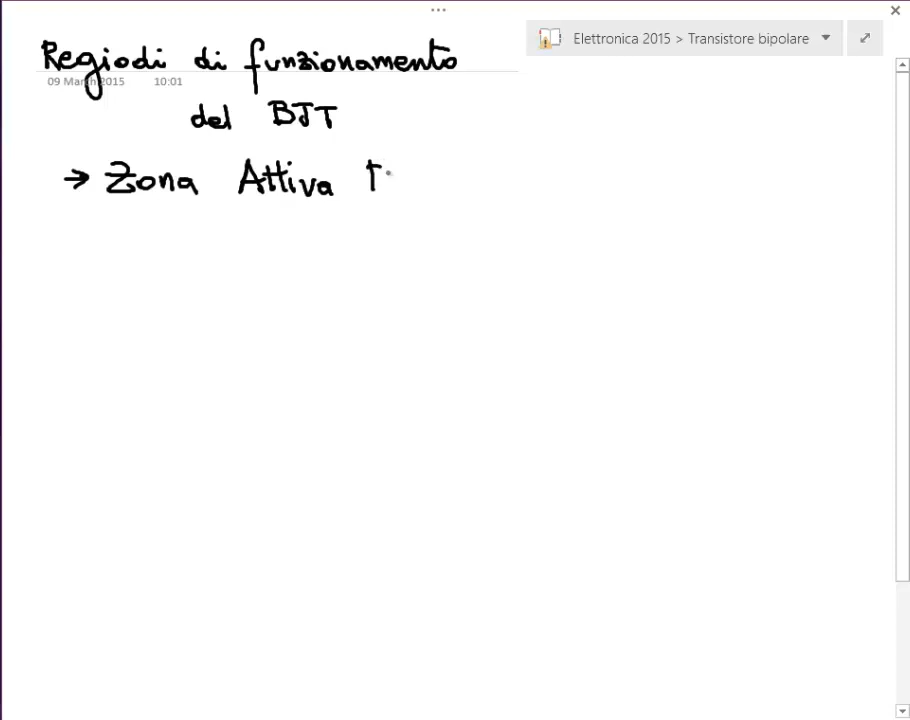 Elettronica 2015 > Transistore bipolare
Regiodi di funzionamento
09 March 2015 10:01
del BJT
→ Zona Attiva